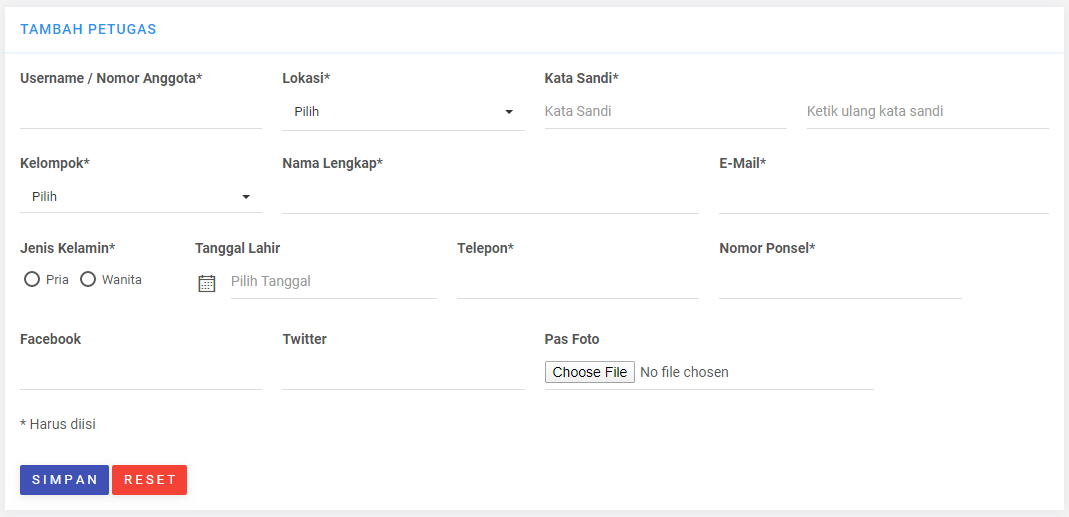 TAMBAH PETUGAS
Username / Nomor Anggota* Lokasi* Kata Sandi*
Pilih Kata Sandi Ketik ulang kata sandi
Kelompok* Nama Lengkap* E-Mail*
Pilih
Jenis Kelamin* Tanggal Lahir Telepon* Nomor Ponsel*
Pria Wanita Pilih Tanggal
Facebook Twitter Pas Foto
Choose File No file chosen
* Harus diisi
SIMPAN RESET